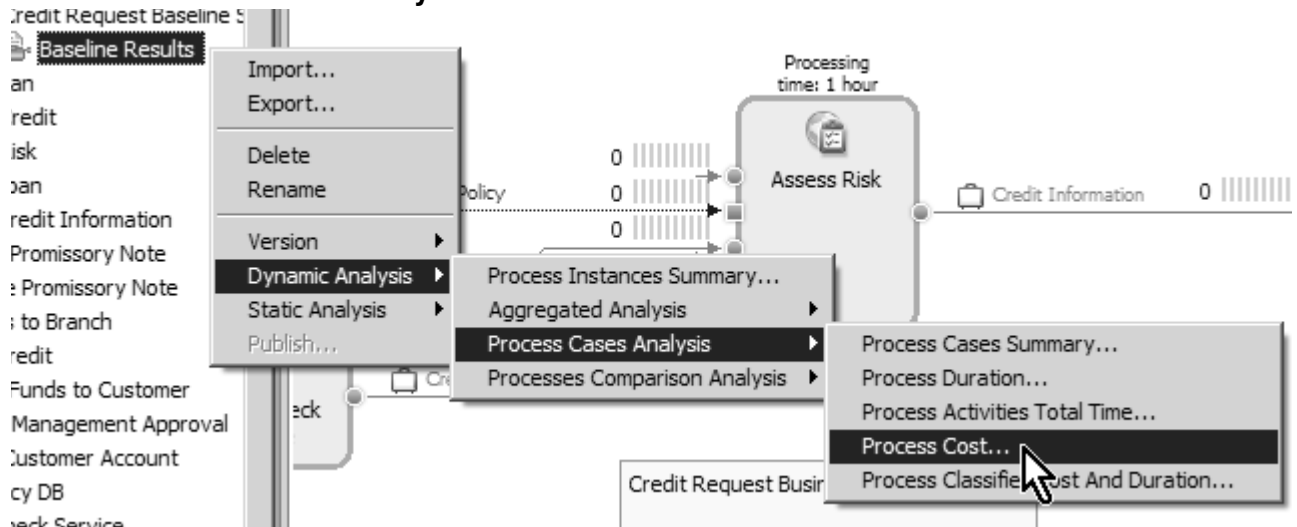 Credit Request Baseline S
Baseline Results
an
redit
isk
oan
redit Information
Promissory Note
e Promissory Note
s to Branch
redit
Funds to Customer
Management Approval
Customer Account
cy DB
heck Service
Import...
Export...
Delete
Rename
Version
Dynamic Analysis
Static Analysis
Publish...
Process Instances Summary...
Aggregated Analysis
Process Cases Analysis
Processes Comparison Analysis
Process Cases Summary...
Process Duration...
Process Activities Total Time...
Process Cost...
Process Classifie ost And Duration...
Processing
time: 1 hour
Assess Risk
0
Policy 0
0
Credit Information 0
Cre
eck
Credit Request Busin